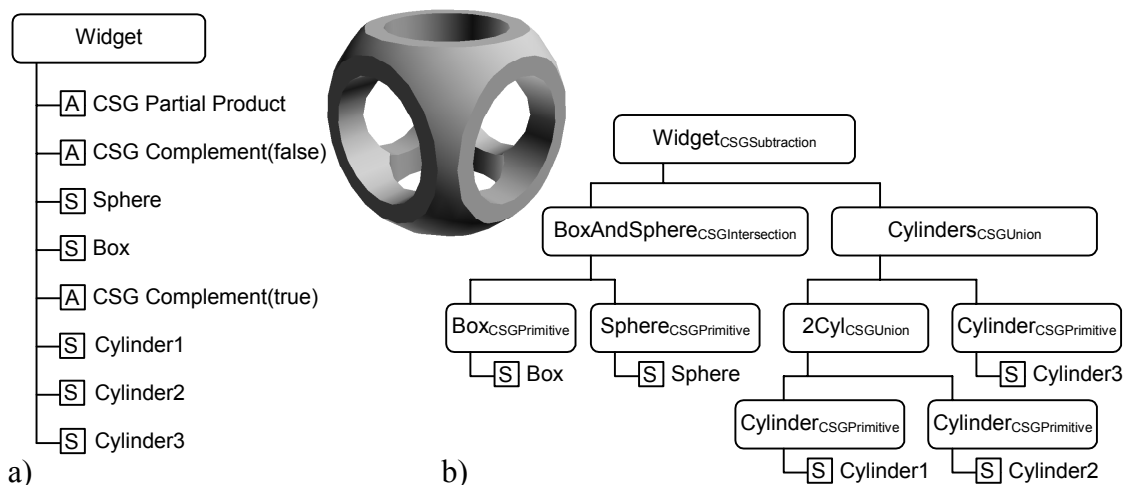 Widget
A CSG Partial Product
A CSG Complement(false)
S Sphere
S Box
A CSG Complement(true)
S Cylinder1
S Cylinder2
S Cylinder3
a)
WidgetCSGSubtraction
BoxAndSphereCSGIntersection CylindersCSGUnion
BoxCSGPrimitive SphereCSGPrimitive 2CylCSGUnion CylinderCSGPrimitive
S Box S Sphere S Cylinder3
CylinderCSGPrimitive CylinderCSGPrimitive
S Cylinder1 S Cylinder2
b)